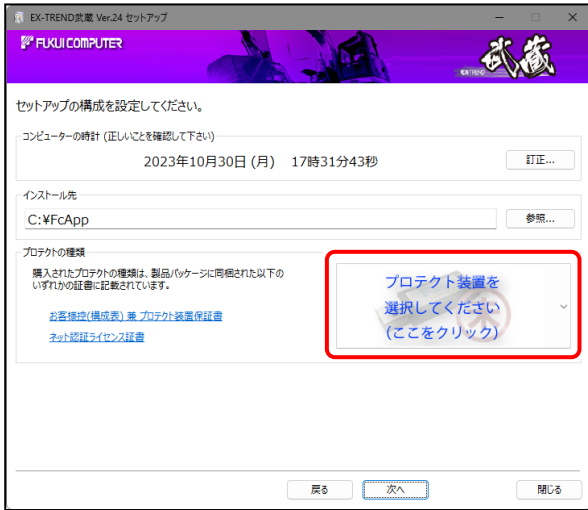 EX-TREND武蔵 Ver.24 セットアップ
FUKUI COMPUTER
EX-TREND 武蔵
セットアップの構成を設定してください。
コンピューターの時計 (正しいことを確認して下さい)
2023年10月30日 (月) 17時31分43秒
訂正...
インストール先
C:¥FcApp
参照...
プロテクトの種類
購入されたプロテクトの種類は、製品パッケージに同梱された以下の
いずれかの証書に記載されています。
お客様控(構成表) 兼 プロテクト装置保証書
ネット認証ライセンス証書
プロテクト装置を
選択してください
(ここをクリック)
戻る
次へ
閉じる